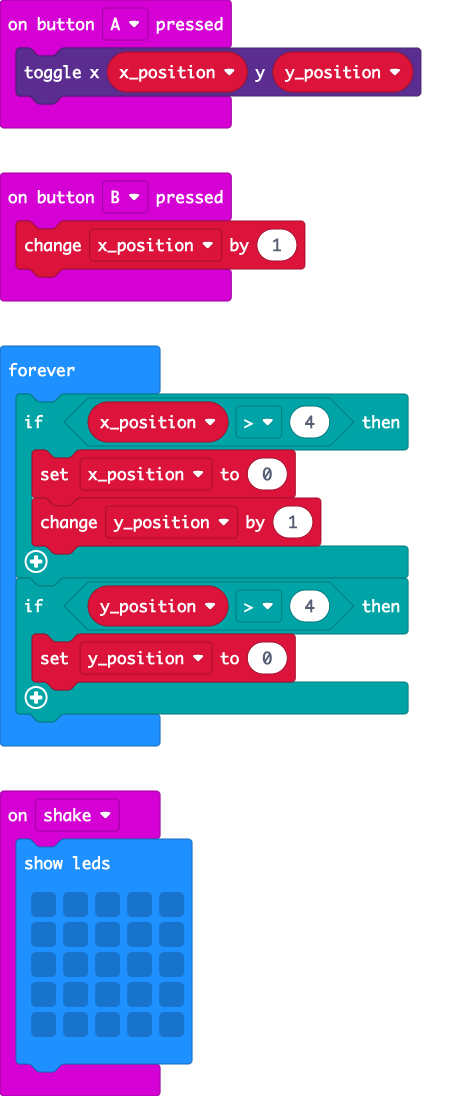 on button A pressed
toggle x x_position y y_position
on button B pressed
change x_position by 1
forever
if x_position > 4 then
set x_position to 0
change y_position by 1
if y_position > 4 then
set y_position to 0
on shake
show leds